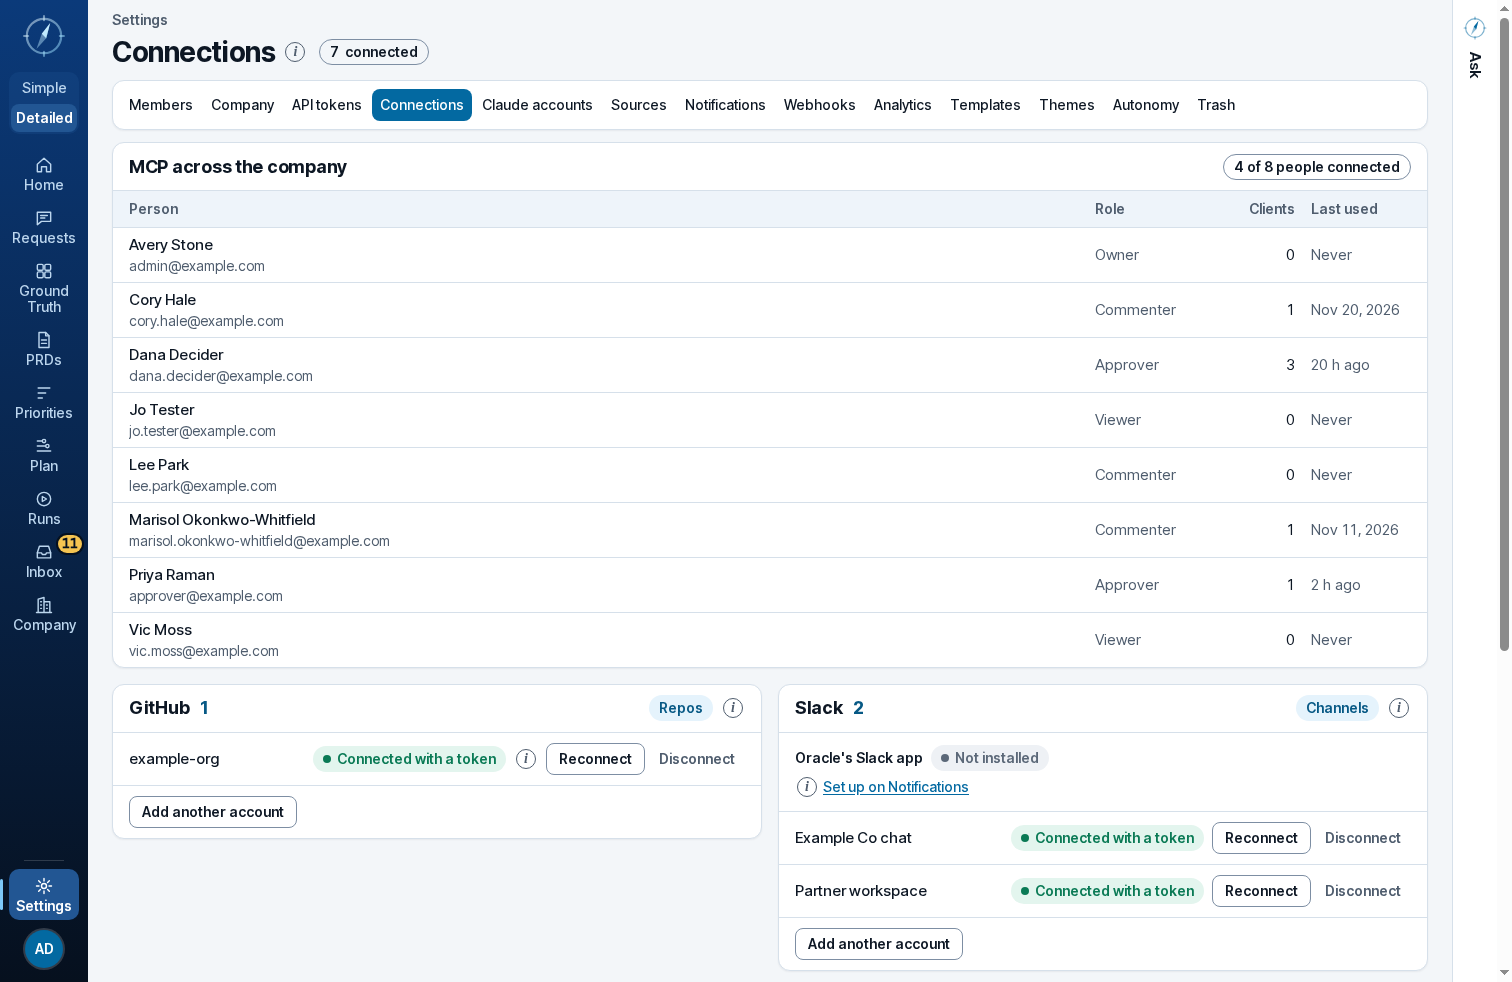 Settings
Connections i 7 connected
Simple
Detailed
Home
Requests
Ground
Truth
PRDs
Priorities
Plan
Runs
11
Inbox
Company
Settings
AD
Members Company API tokens Connections Claude accounts Sources Notifications Webhooks Analytics Templates Themes Autonomy Trash
MCP across the company 4 of 8 people connected
Person Role Clients Last used
Avery Stone
admin@example.com
Owner 0 Never
Cory Hale
cory.hale@example.com
Commenter 1 Nov 20, 2026
Dana Decider
dana.decider@example.com
Approver 3 20 h ago
Jo Tester
jo.tester@example.com
Viewer 0 Never
Lee Park
lee.park@example.com
Commenter 0 Never
Marisol Okonkwo-Whitfield
marisol.okonkwo-whitfield@example.com
Commenter 1 Nov 11, 2026
Priya Raman
approver@example.com
Approver 1 2 h ago
Vic Moss
vic.moss@example.com
Viewer 0 Never
GitHub 1 Repos i
example-org Connected with a token i Reconnect Disconnect
Add another account
Slack 2 Channels i
Oracle's Slack app Not installed
i Set up on Notifications
Example Co chat Connected with a token Reconnect Disconnect
Partner workspace Connected with a token Reconnect Disconnect
Add another account
Ask